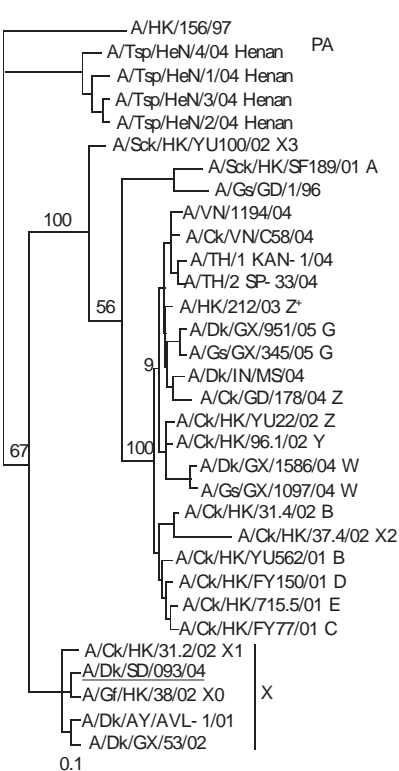 A/HK/156/97
PA
A/Tsp/HeN/4/04 Henan
A/Tsp/HeN/1/04 Henan
A/Tsp/HeN/3/04 Henan
A/Tsp/HeN/2/04 Henan
A/Sck/HK/YU100/02 X3
A/Sck/HK/SF189/01 A
A/Gs/GD/1/96
100
A/VN/1194/04
A/Ck/VN/C58/04
A/TH/1 KAN- 1/04
A/TH/2 SP- 33/04
56
A/HK/212/03 Z+
A/Dk/GX/951/05 G
A/Gs/GX/345/05 G
9
A/Dk/IN/MS/04
A/Ck/GD/178/04 Z
A/Ck/HK/YU22/02 Z
A/Ck/HK/96.1/02 Y
67
100
A/Dk/GX/1586/04 W
A/Gs/GX/1097/04 W
A/Ck/HK/31.4/02 B
A/Ck/HK/37.4/02 X2
A/Ck/HK/YU562/01 B
A/Ck/HK/FY150/01 D
A/Ck/HK/715.5/01 E
A/Ck/HK/FY77/01 C
A/Ck/HK/31.2/02 X1
A/Dk/SD/093/04
A/Gf/HK/38/02 X0
X
A/Dk/AY/AVL- 1/01
A/Dk/GX/53/02
0.1